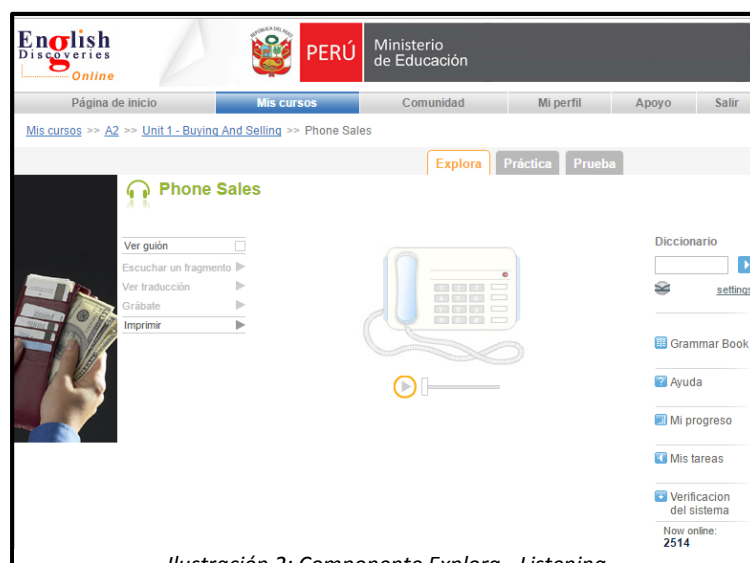 English
Discoveries
Online
REPÚBLICA DEL PERÚ
PERÚ
Ministerio
de Educación
Página de inicio
Mis cursos
Comunidad
Mi perfil
Apoyo
Salir
Mis cursos >> A2 >> Unit 1 - Buying And Selling >> Phone Sales
Explora
Práctica
Prueba
Phone Sales
Ver guión
Escuchar un fragmento
Ver traducción
Grábate
Imprimir
Diccionario
settings
Grammar Book
Ayuda
Mi progreso
Mis tareas
Verificacion
del sistema
Now online:
2514
Ilustración 2: Componente Explora - Listening